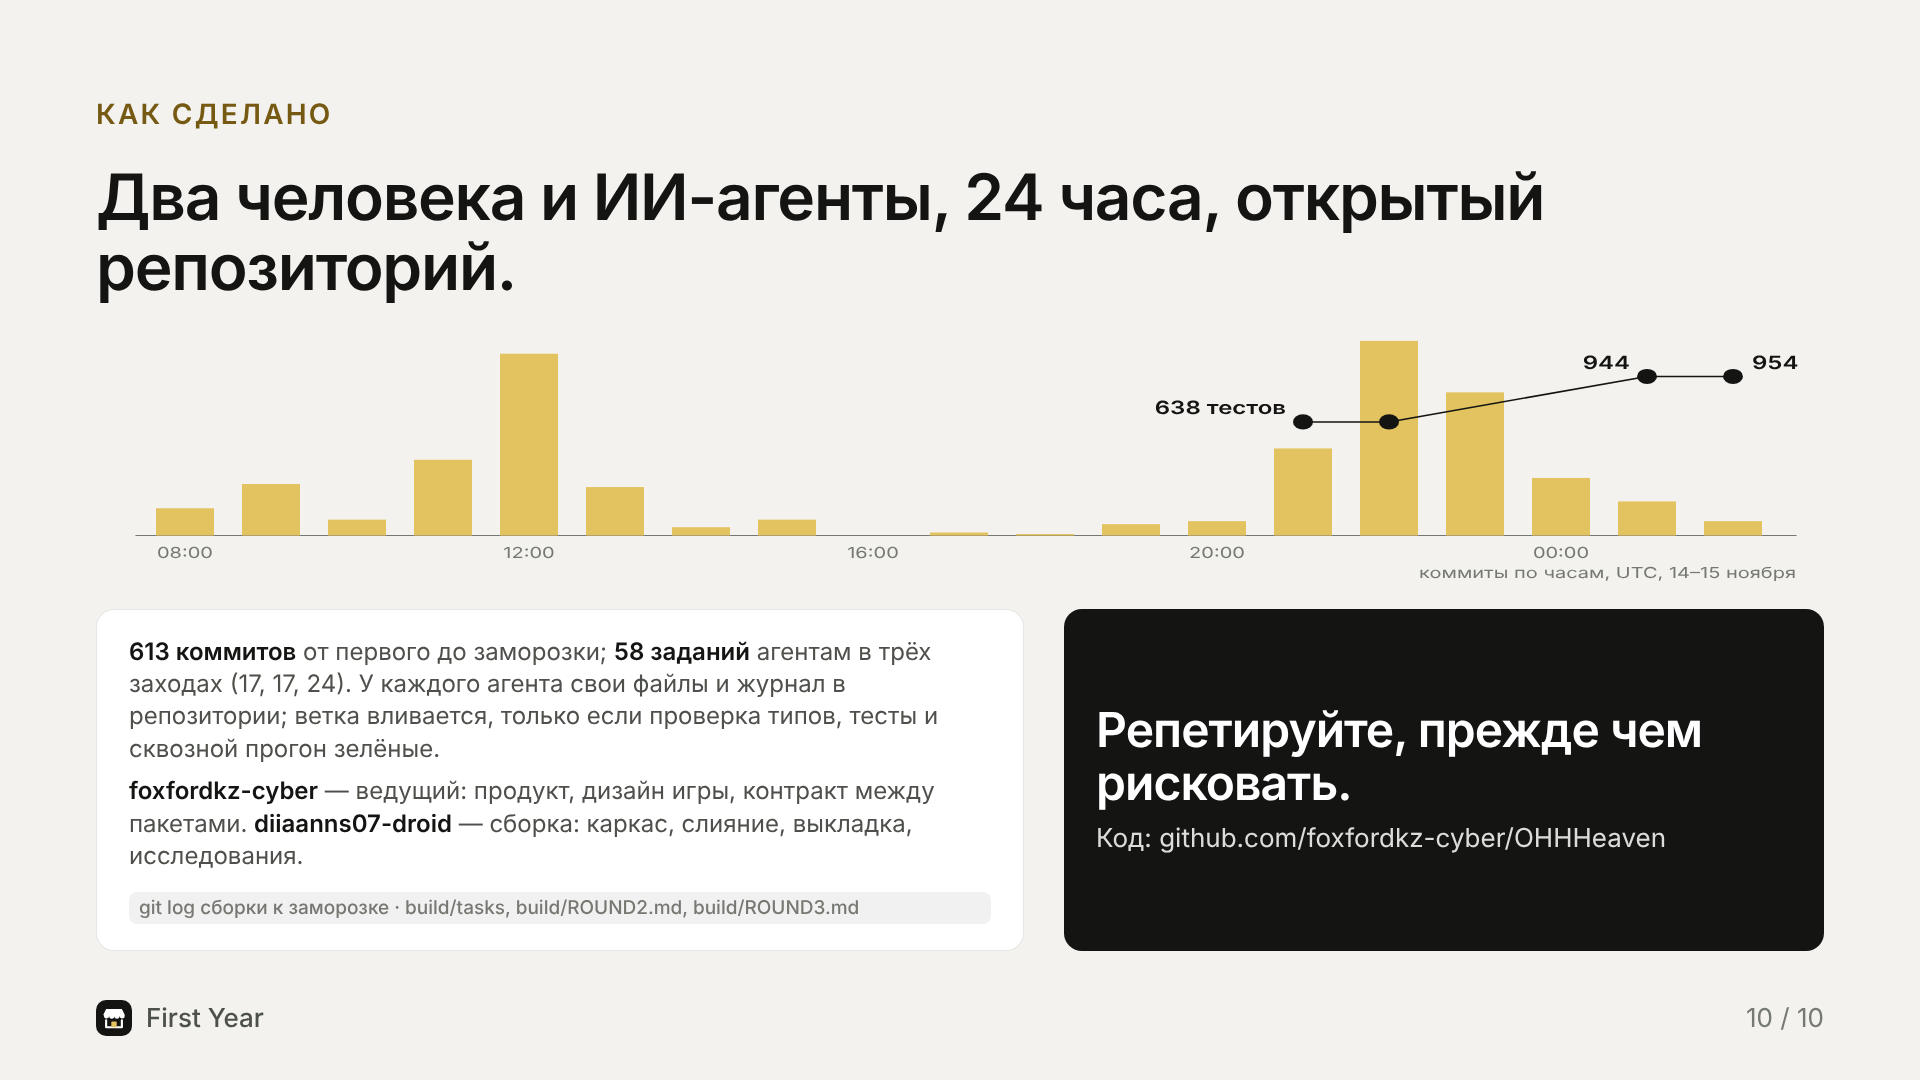 КАК СДЕЛАНО
Два человека и ИИ-агенты, 24 часа, открытый
репозиторий.
638 тестов
944
954
08:00
12:00
16:00
20:00
00:00
коммиты по часам, UTC, 14–15 ноября
613 коммитов от первого до заморозки; 58 заданий агентам в трёх
заходах (17, 17, 24). У каждого агента свои файлы и журнал в
репозитории; ветка вливается, только если проверка типов, тесты и
сквозной прогон зелёные.
foxfordkz-cyber — ведущий: продукт, дизайн игры, контракт между
пакетами. diiaanns07-droid — сборка: каркас, слияние, выкладка,
исследования.
git log сборки к заморозке · build/tasks, build/ROUND2.md, build/ROUND3.md
Репетируйте, прежде чем
рисковать.
Код: github.com/foxfordkz-cyber/OHHHeaven
First Year
10 / 10